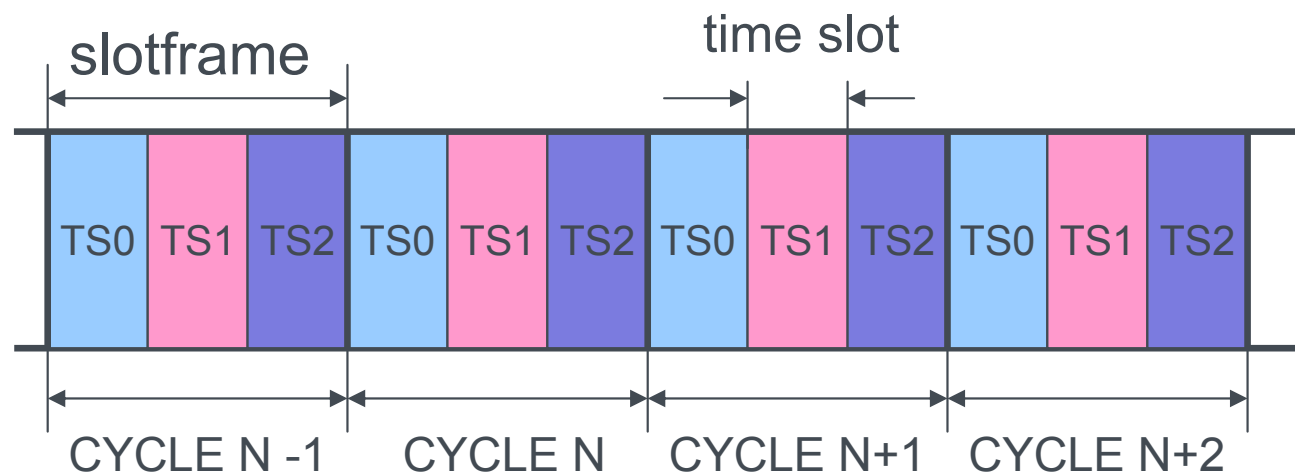 slotframe
time slot
TS0 TS1 TS2 TS0 TS1 TS2 TS0 TS1 TS2 TS0 TS1 TS2
CYCLE N -1 CYCLE N CYCLE N+1 CYCLE N+2